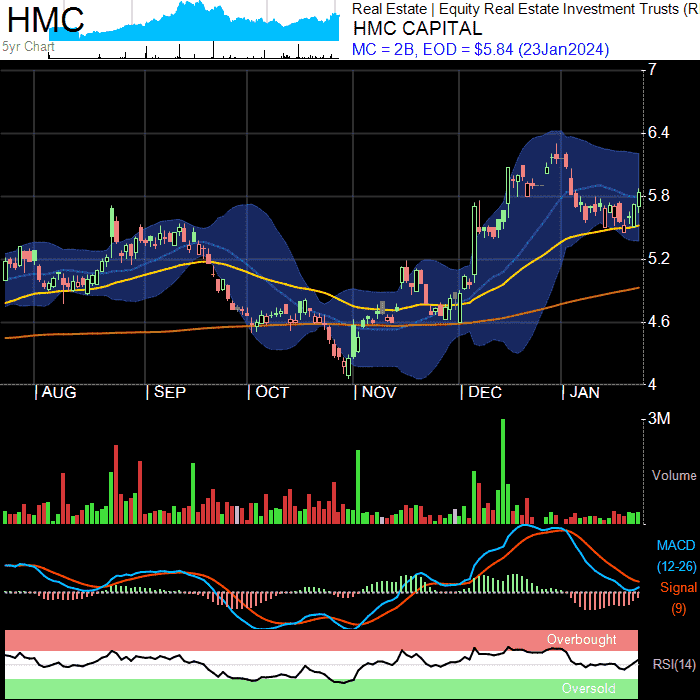 HMC
5yr Chart
Real Estate | Equity Real Estate Investment Trusts (R
HMC CAPITAL
MC = 2B, EOD = $5.84 (23Jan2024)
7
6.4
5.8
5.2
4.6
4
| AUG | SEP | OCT | NOV | DEC | JAN
3M
Volume
MACD
(12-26)
Signal
(9)
Overbought
RSI(14)
Oversold